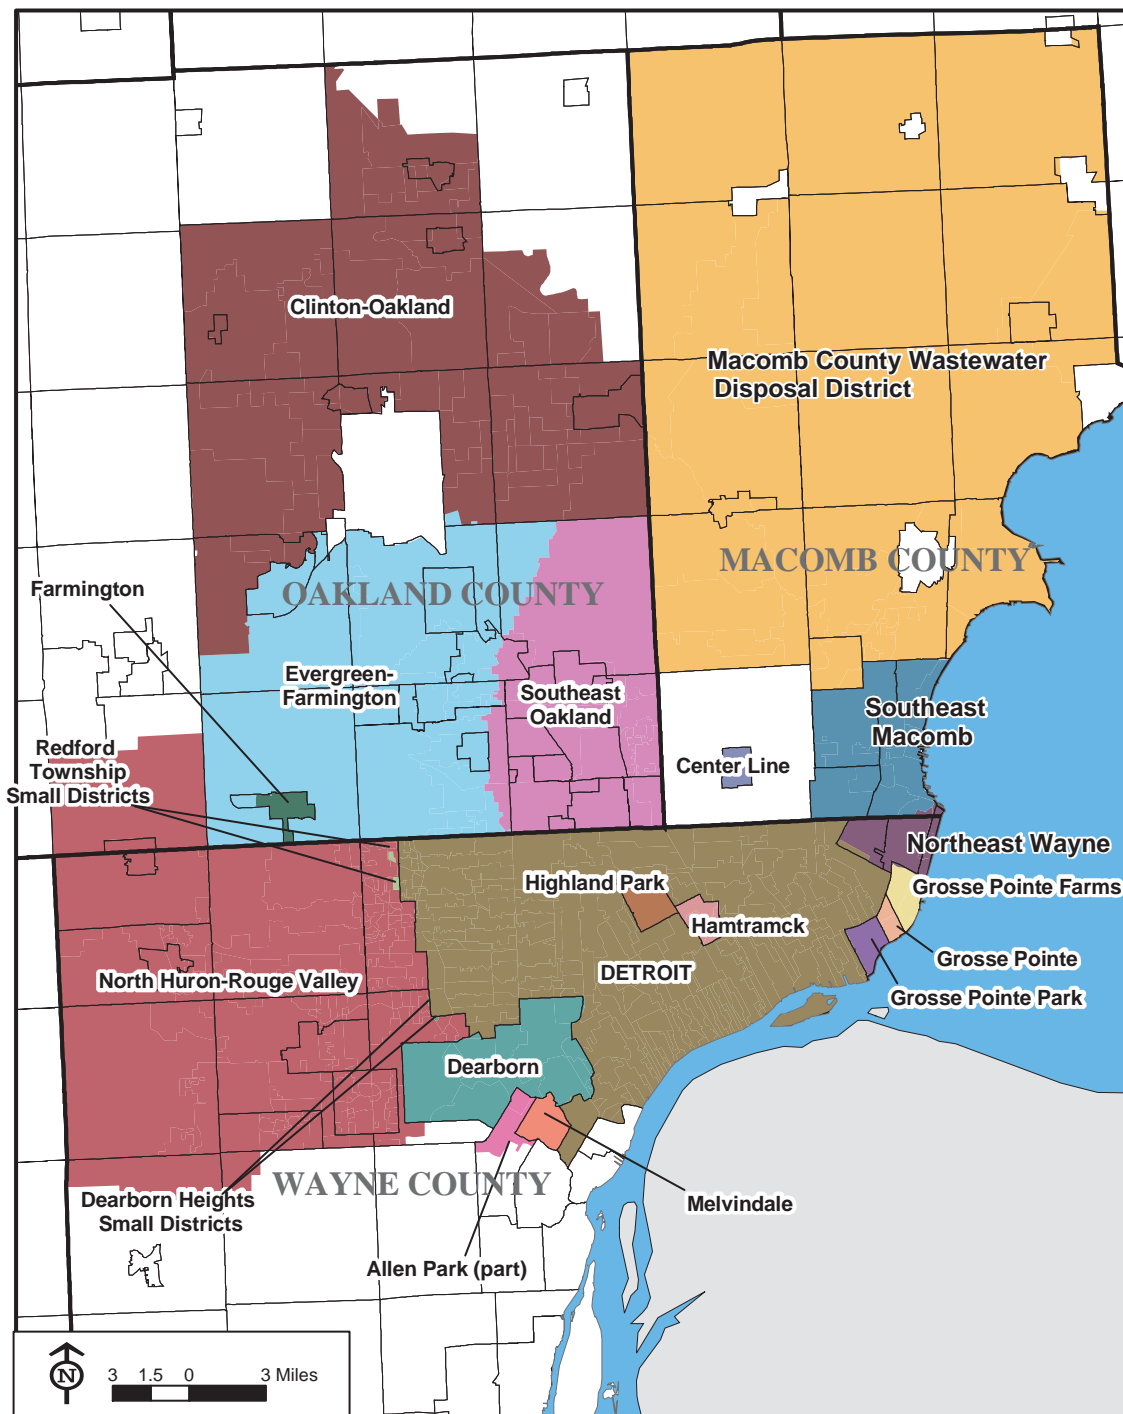 Clinton-Oakland
Macomb County Wastewater
Disposal District
MACOMB COUNTY
Farmington
OAKLAND COUNTY
Evergreen-
Farmington
Southeast
Oakland
Southeast
Macomb
Redford
Township
Small Districts
Center Line
Northeast Wayne
Highland Park
Grosse Pointe Farms
Hamtramck
Grosse Pointe
DETROIT
North Huron-Rouge Valley
Grosse Pointe Park
Dearborn
WAYNE COUNTY
Dearborn Heights
Small Districts
Melvindale
Allen Park (part)
N
3 1.5 0 3 Miles